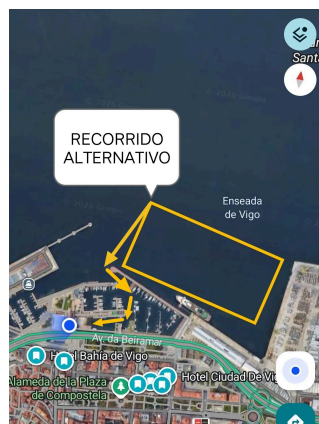 Sant
RECORRIDO
ALTERNATIVO
Enseada
de Vigo
Av. da Beiramar
Hotel Bahía de Vigo
Alameda de la Plaza
de Compostela
Hotel Ciudad De Vig